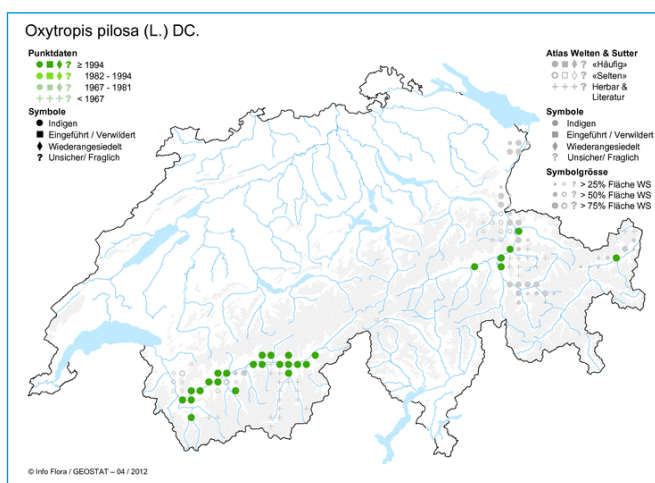 Oxytropis pilosa (L.) DC.
Punktdaten
? ≥ 1994
? 1982 - 1994
? 1967 - 1981
+++ < 1967
Symbole
Indigen
Eingeführt / Verwildert
Wiederangesiedelt
? Unsicher/ Fraglich
Atlas Welten & Sutter
? «Häufig»
? «Selten»
+++ Herbar &
Literatur
Symbole
Indigen
Eingeführt / Verwildert
Wiederangesiedelt
? Unsicher/ Fraglich
Symbolgrösse
? > 25% Fläche WS
? > 50% Fläche WS
? > 75% Fläche WS
© Info Flora / GEOSTAT – 04 / 2012